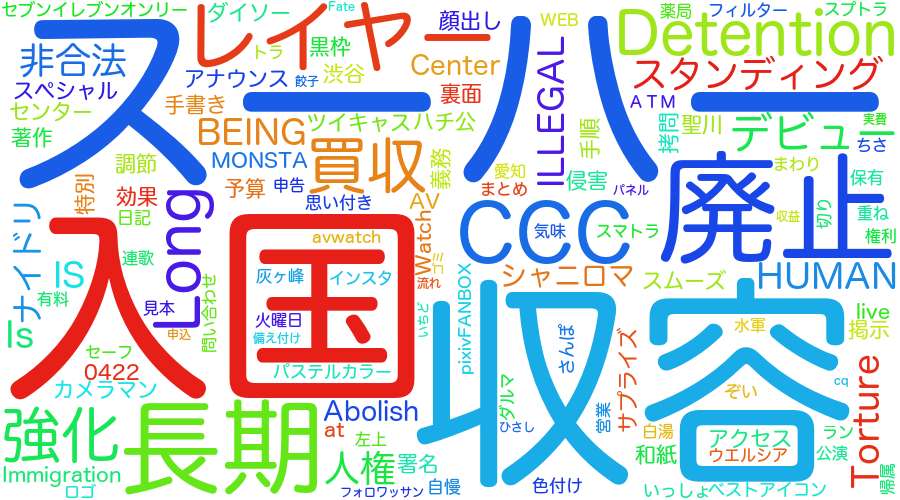 セブンイレブンオンリー
ダイソー
Fate
顔出し
WEB
薬局
フィルター
スプトラ
レイヤー
Detention
スーハー
非合法
トラ
黒枠
Center
ILLEGAL
スタンディング
アナウンス
餃子
渋谷
スペシャル
手書き
裏面
ATM
センター
BEING
ツイキャス
ハチ公
手順
拷問
聖川
デビュー
実費
著作
ちさ
MONSTA
買収
義務
愛知
侵害
まわり
調節
特別
効果
予算
申告
まとめ
パネル
廃止
保有
Long
思い付き
AV
CCC
収益
切り
重ね
ナイドリ
日記
avwatch
Watch
気味
スマトラ
権利
入国
連歌
IS
灰ヶ峰
インスタ
ゴミ
流れ
シャニロマ
スムーズ
HUMAN
有料
見本
問い合わせ
火曜日
いちど
pixivFANBOX
収容
live
Is
申込
備え付け
さんぽ
水軍
掲示
セーフ
0422
パステルカラー
サプライズ
Torture
カメラマン
ダルマ
ぞい
cq
強化
長期
Abolish
at
ひさし
営業
白湯
アクセス
ラン
左上
人権
署名
和紙
ウエルシア
公演
Immigration
ロゴ
フォロワッサン
自慢
色付け
いっしょ
ベストアイコン
帰属